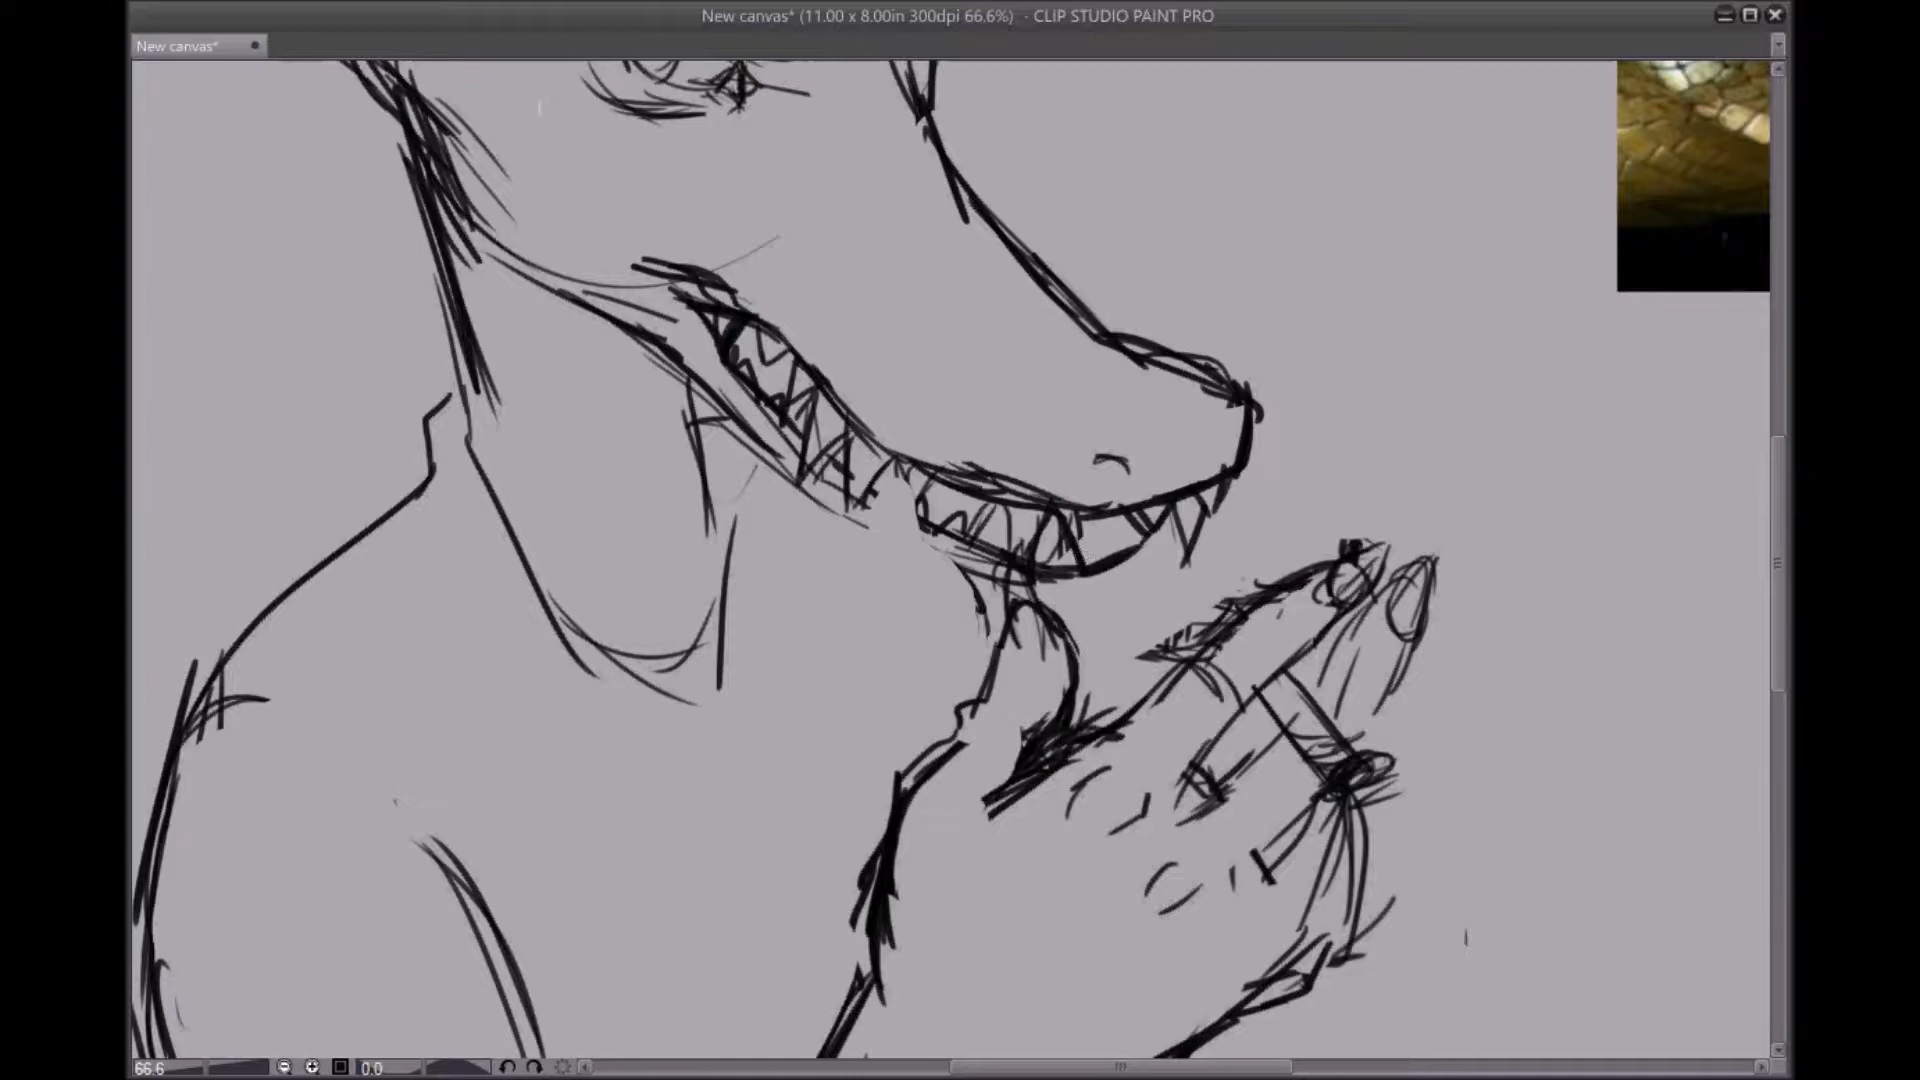 New canvas* (11.00 x 8.00in 300dpi 66.6%) - CLIP STUDIO PAINT PRO
New canvas*
66.6
0.0